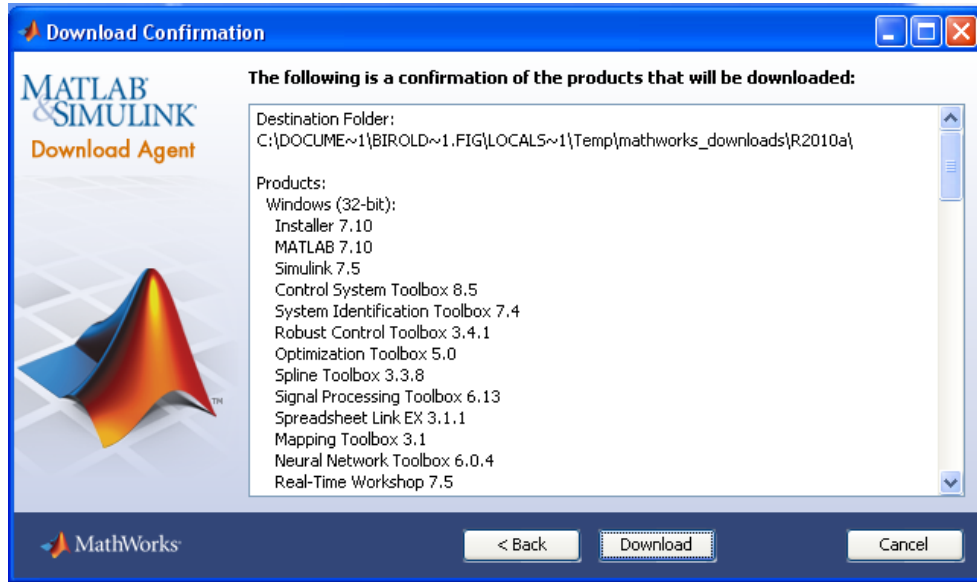 Download Confirmation
MATLAB
&SIMULINK
Download Agent
TM
The following is a confirmation of the products that will be downloaded:
Destination Folder:
C:\DOCUME~1\BIROLD~1.FIG\LOCALS~1\Temp\mathworks_downloads\R2010a\
Products:
Windows (32-bit):
Installer 7.10
MATLAB 7.10
Simulink 7.5
Control System Toolbox 8.5
System Identification Toolbox 7.4
Robust Control Toolbox 3.4.1
Optimization Toolbox 5.0
Spline Toolbox 3.3.8
Signal Processing Toolbox 6.13
Spreadsheet Link EX 3.1.1
Mapping Toolbox 3.1
Neural Network Toolbox 6.0.4
Real-Time Workshop 7.5
MathWorks
< Back
Download
Cancel